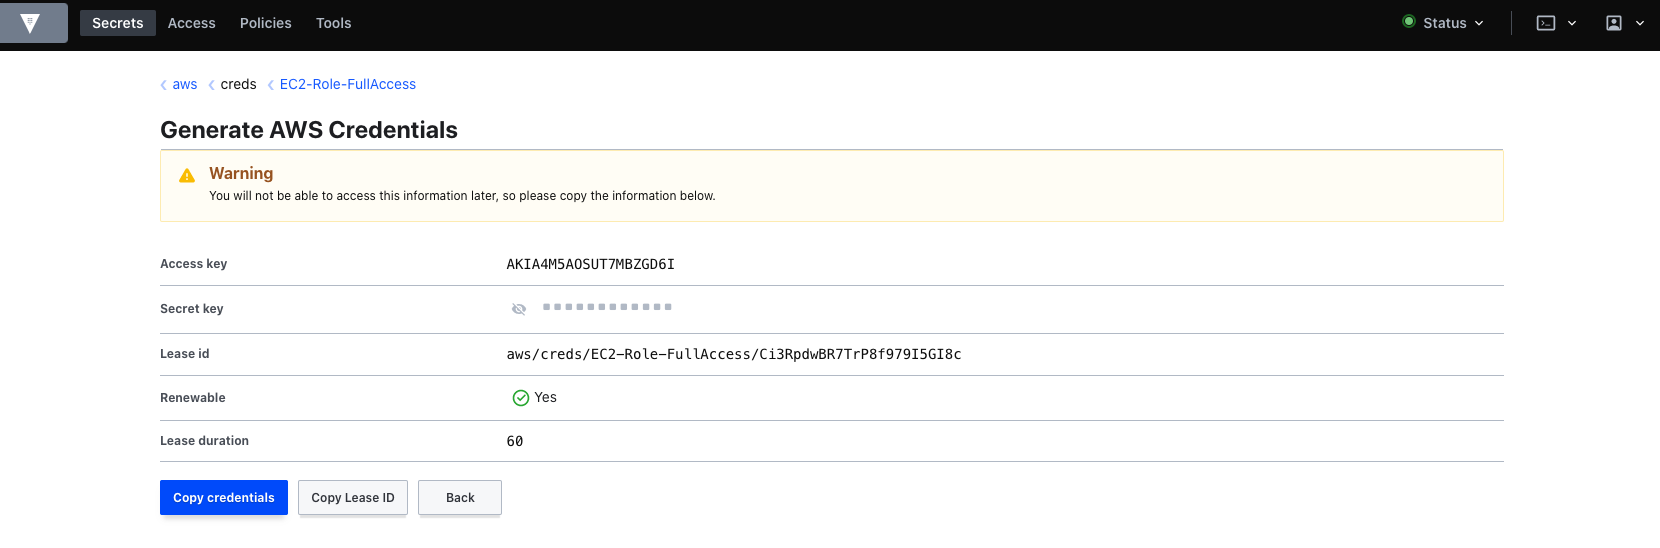 Secrets Access Policies Tools Status
aws creds EC2-Role-FullAccess
Generate AWS Credentials
Warning
You will not be able to access this information later, so please copy the information below.
Access key AKIA4M5AOSUT7MBZGD6I
Secret key
Lease id aws/creds/EC2-Role-FullAccess/Ci3RpdwBR7TrP8f979I5GI8c
Renewable Yes
Lease duration 60
Copy credentials Copy Lease ID Back